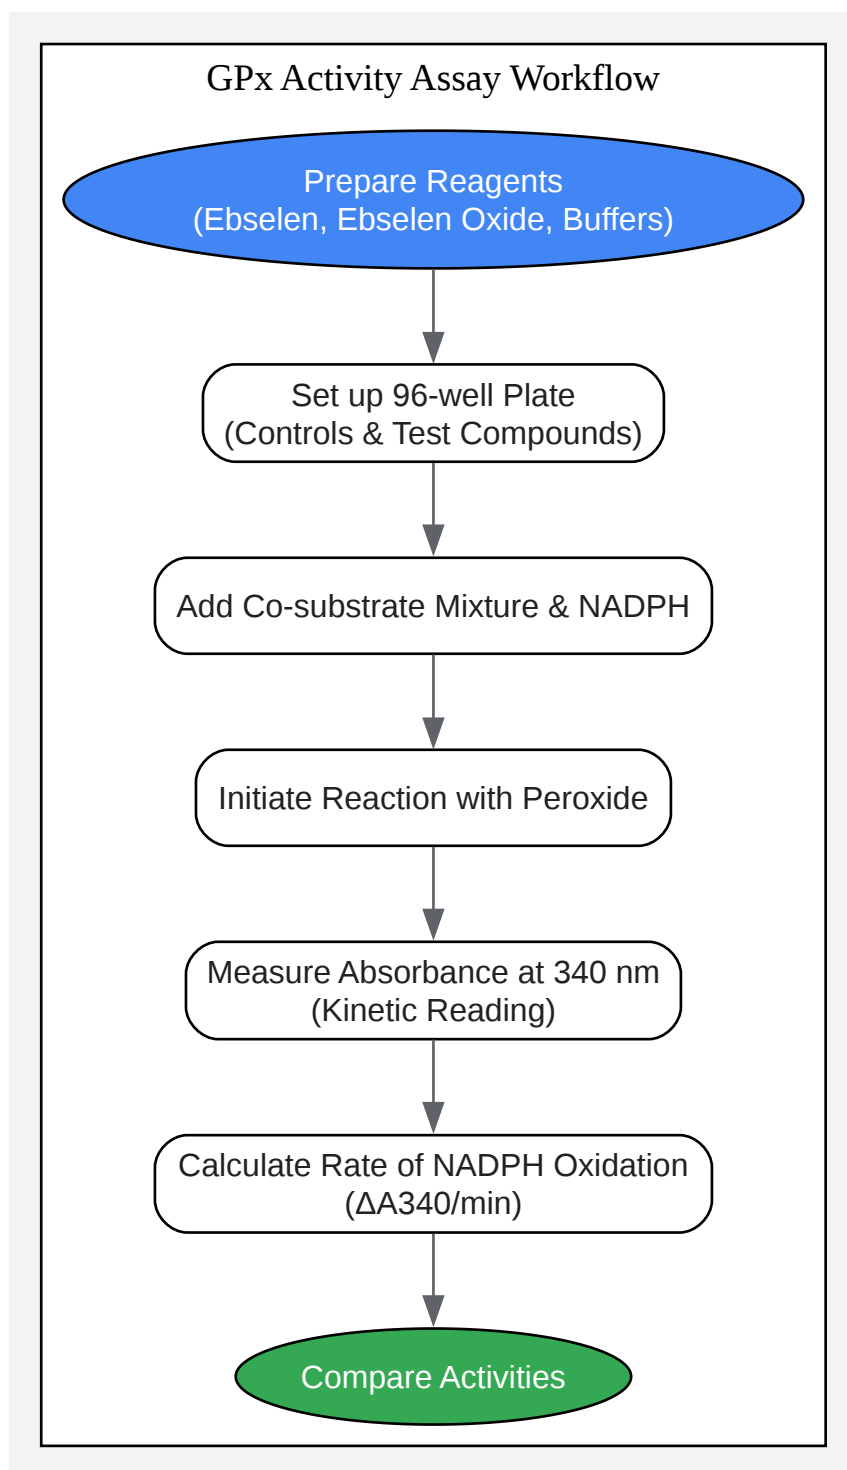 GPx Activity Assay Workflow
Prepare Reagents
(Ebselen, Ebselen Oxide, Buffers)
Set up 96-well Plate
(Controls & Test Compounds)
Add Co-substrate Mixture & NADPH
Initiate Reaction with Peroxide
Measure Absorbance at 340 nm
(Kinetic Reading)
Calculate Rate of NADPH Oxidation
(ΔA340/min)
Compare Activities